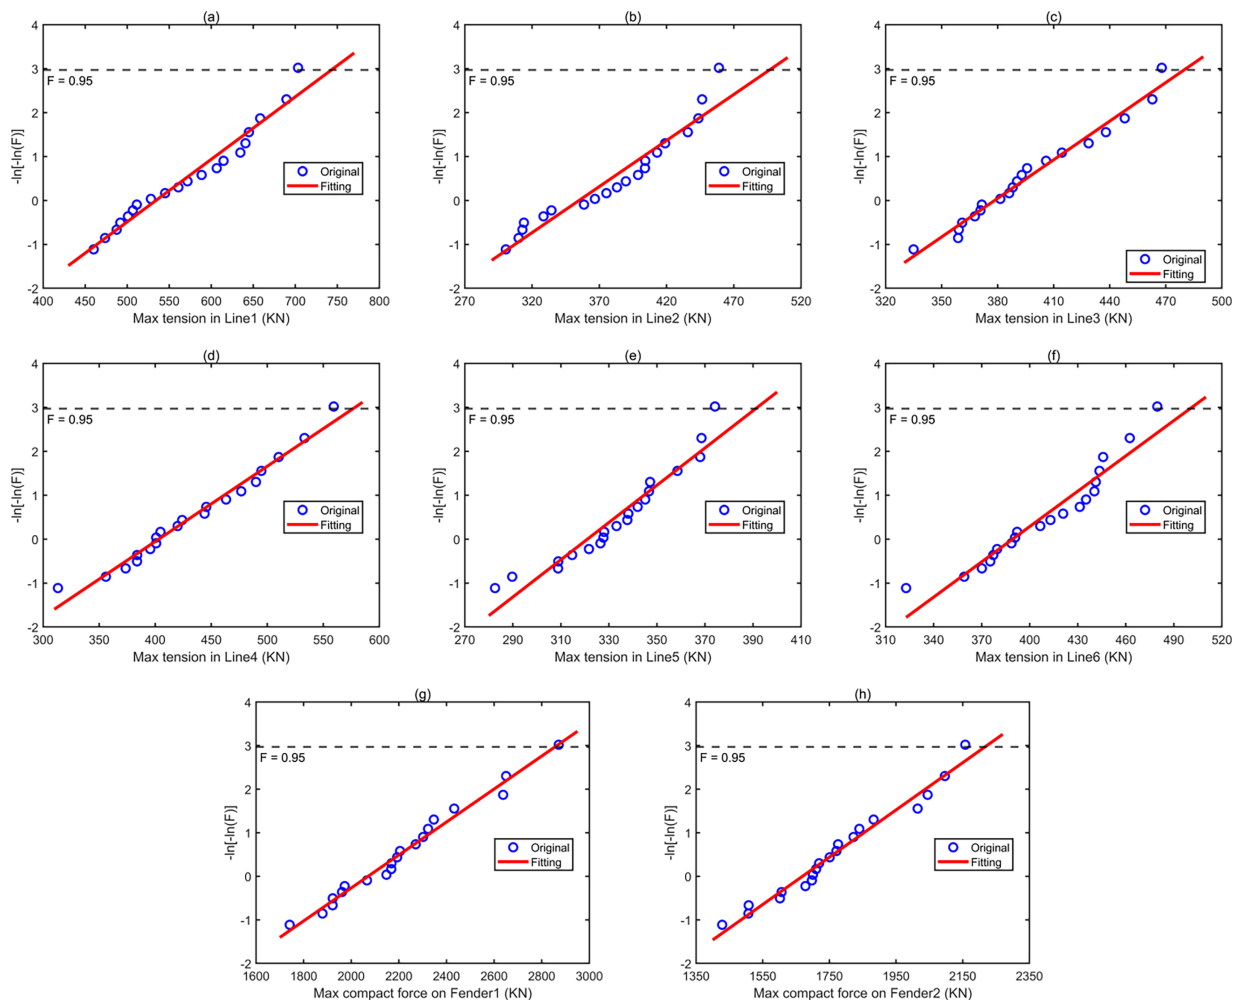 (a)
4
3
2
1
0
-1
-2
-ln[-ln(F)]
F = 0.95
Original
Fitting
400 450 500 550 600 650 700 750 800
Max tension in Line1 (KN)
(b)
4
3
2
1
0
-1
-2
-ln[-ln(F)]
F = 0.95
Original
Fitting
270 320 370 420 470 520
Max tension in Line2 (KN)
(c)
4
3
2
1
0
-1
-2
-ln[-ln(F)]
F = 0.95
Original
Fitting
320 350 380 410 440 470 500
Max tension in Line3 (KN)
(d)
4
3
2
1
0
-1
-2
-ln[-ln(F)]
F = 0.95
Original
Fitting
300 350 400 450 500 550 600
Max tension in Line4 (KN)
(e)
4
3
2
1
0
-1
-2
-ln[-ln(F)]
F = 0.95
Original
Fitting
270 290 310 330 350 370 390 410
Max tension in Line5 (KN)
(f)
4
3
2
1
0
-1
-2
-ln[-ln(F)]
F = 0.95
Original
Fitting
310 340 370 400 430 460 490 520
Max tension in Line6 (KN)
(g)
4
3
2
1
0
-1
-2
-ln[-ln(F)]
F = 0.95
Original
Fitting
1600 1800 2000 2200 2400 2600 2800 3000
Max compact force on Fender1 (KN)
(h)
4
3
2
1
0
-1
-2
-ln[-ln(F)]
F = 0.95
Original
Fitting
1350 1550 1750 1950 2150 2350
Max compact force on Fender2 (KN)